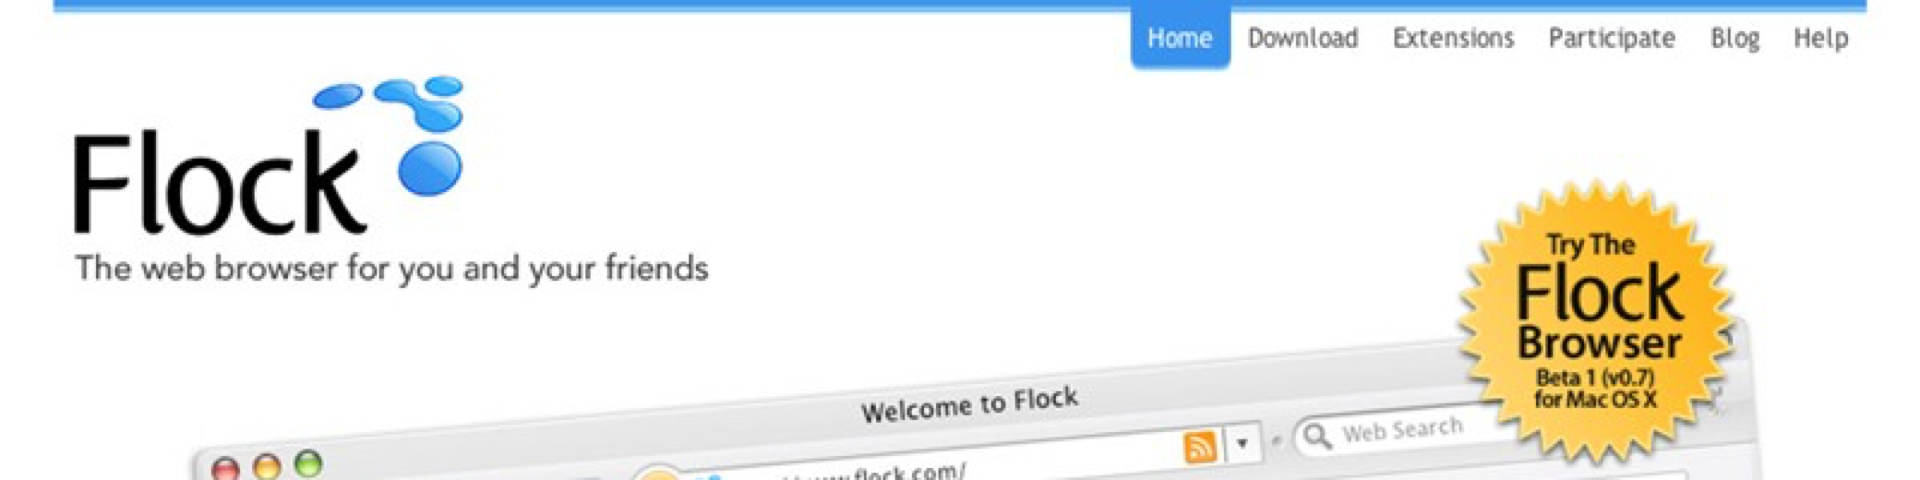 Home Download Extensions Participate Blog Help
Flock
The web browser for you and your friends
Try The
Flock
Browser
Beta 1 (v0.7)
for Mac OS X
Welcome to Flock
Web Search
www.flock.com/